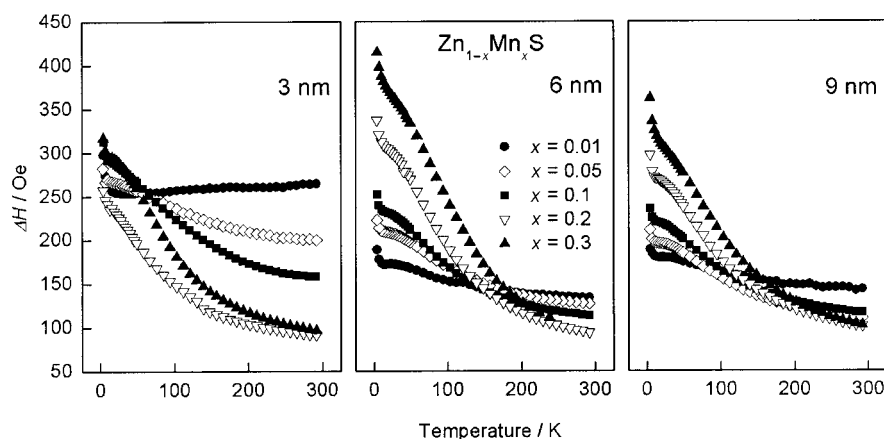 Zn1-xMnxS
3 nm
6 nm
9 nm
x = 0.01
x = 0.05
x = 0.1
x = 0.2
x = 0.3
450
400
350
300
250
200
150
100
50
ΔH / Oe
0 100 200 300
0 100 200 300
0 100 200 300
Temperature / K